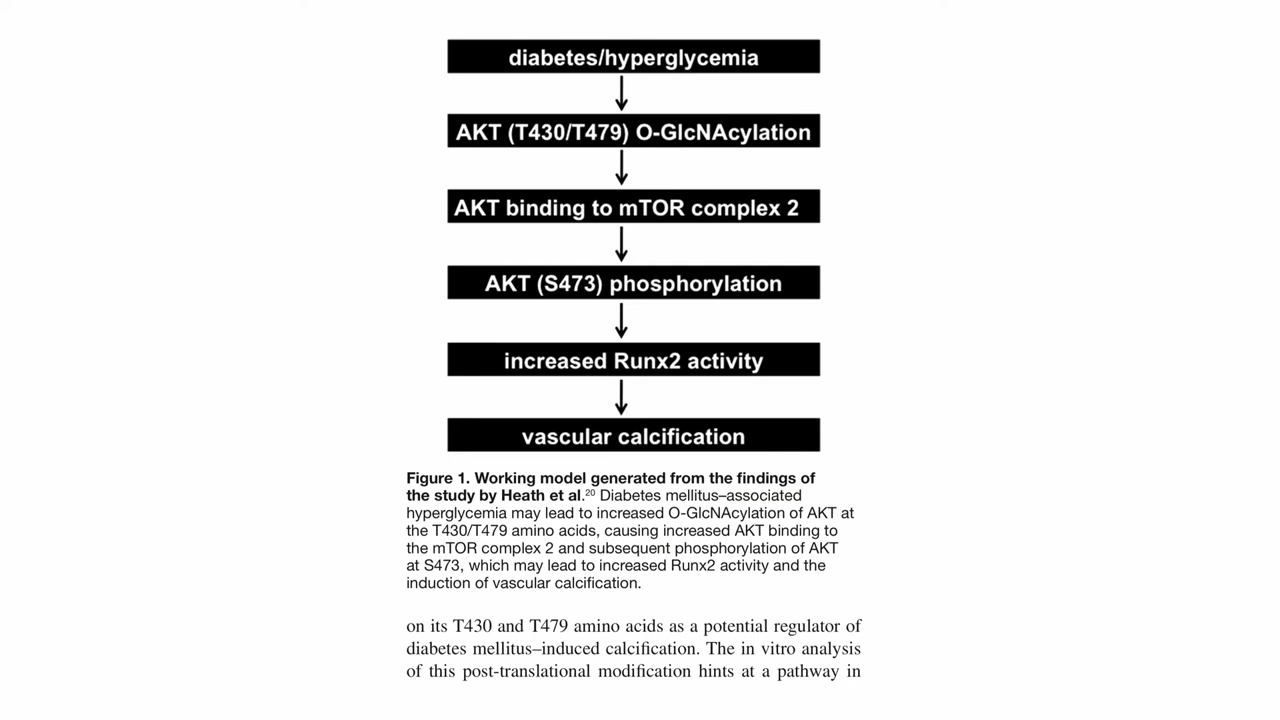 diabetes/hyperglycemia
AKT (T430/T479) O-GlcNAcylation
AKT binding to mTOR complex 2
AKT (S473) phosphorylation
increased Runx2 activity
vascular calcification
Figure 1. Working model generated from the findings of
the study by Heath et al.20 Diabetes mellitus–associated
hyperglycemia may lead to increased O-GlcNAcylation of AKT at
the T430/T479 amino acids, causing increased AKT binding to
the mTOR complex 2 and subsequent phosphorylation of AKT
at S473, which may lead to increased Runx2 activity and the
induction of vascular calcification.
on its T430 and T479 amino acids as a potential regulator of
diabetes mellitus–induced calcification. The in vitro analysis
of this post-translational modification hints at a pathway in